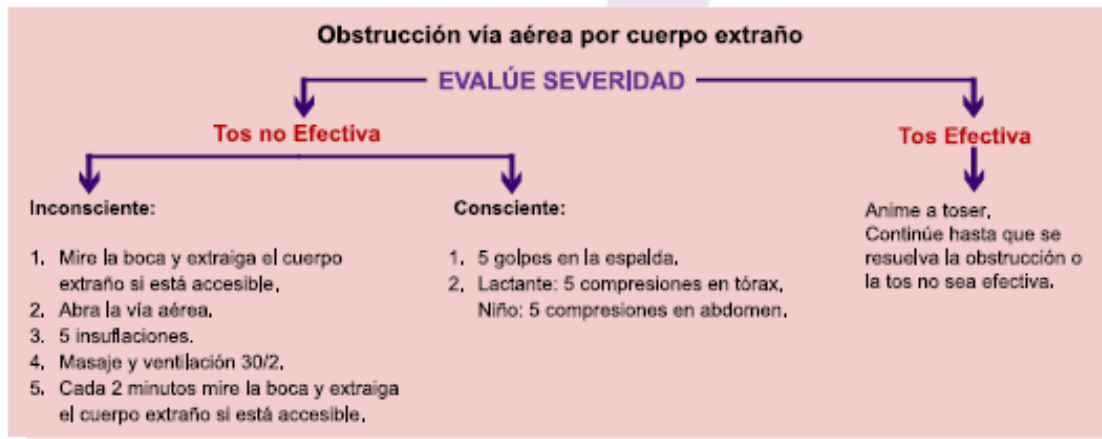 Obstrucción vía aérea por cuerpo extraño
EVALÚE SEVERIDAD
Tos no Efectiva
Tos Efectiva
Inconsciente:
1. Mire la boca y extraiga el cuerpo
extraño si está accesible,
2. Abra la vía aérea.
3. 5 insuflaciones.
4. Masaje y ventilación 30/2.
5. Cada 2 minutos mire la boca y extraiga
el cuerpo extraño si está accesible,
Consciente:
1. 5 golpes en la espalda.
2. Lactante: 5 compresiones en tórax,
Niño: 5 compresiones en abdomen.
Anime a toser,
Continúe hasta que se
resuelva la obstrucción o
la tos no sea efectiva.